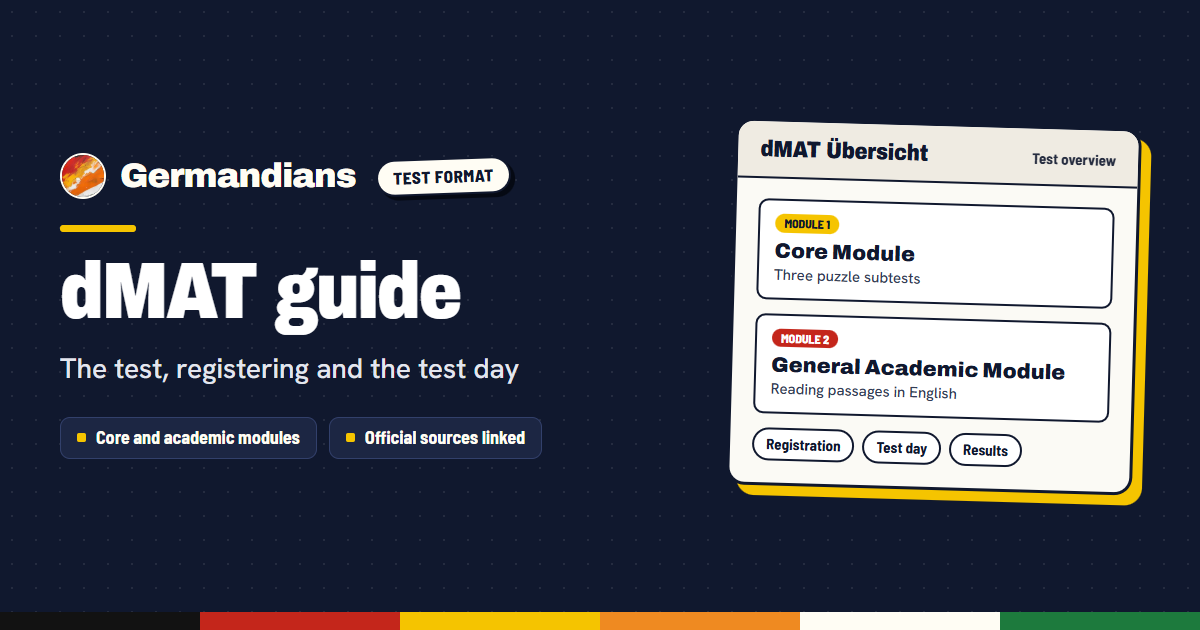 Germandians
TEST FORMAT
dMAT guide
The test, registering and the test day
Core and academic modules
Official sources linked
dMAT Übersicht
Test overview
MODULE 1
Core Module
Three puzzle subtests
MODULE 2
General Academic Module
Reading passages in English
Registration
Test day
Results